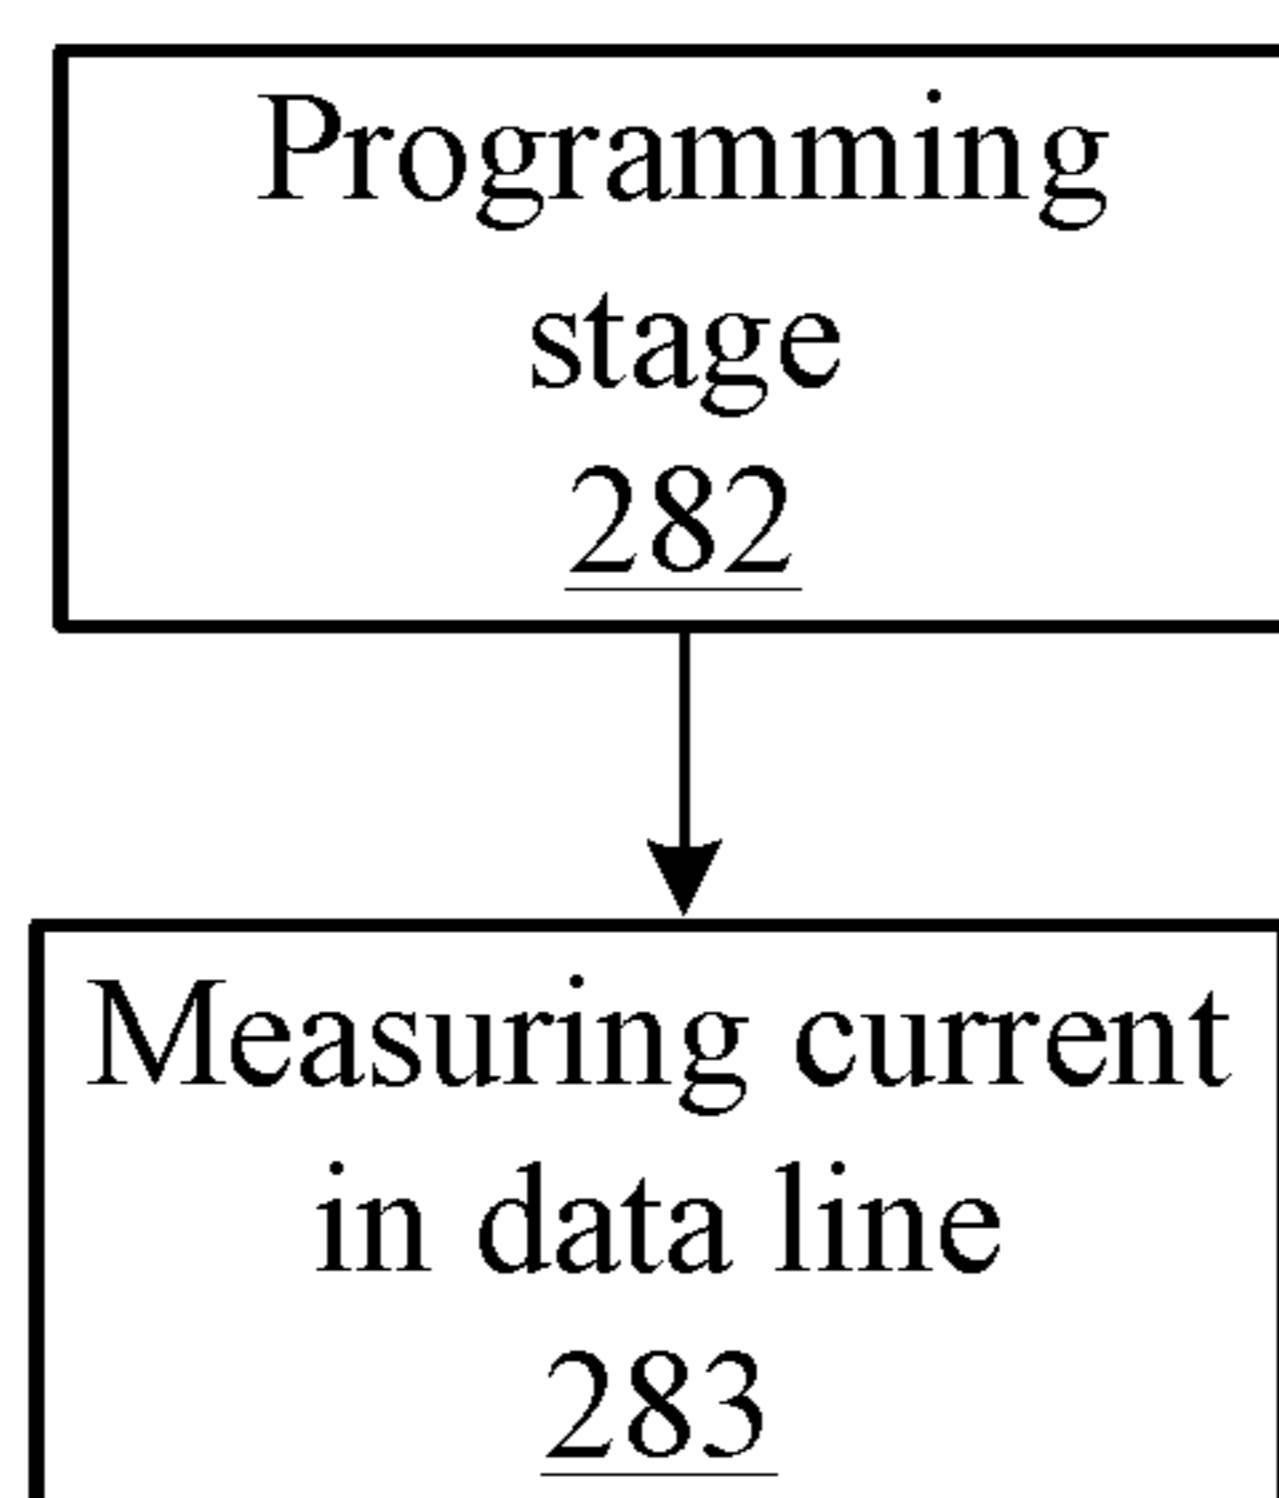 Programming
stage
282
Measuring current
in data line
283